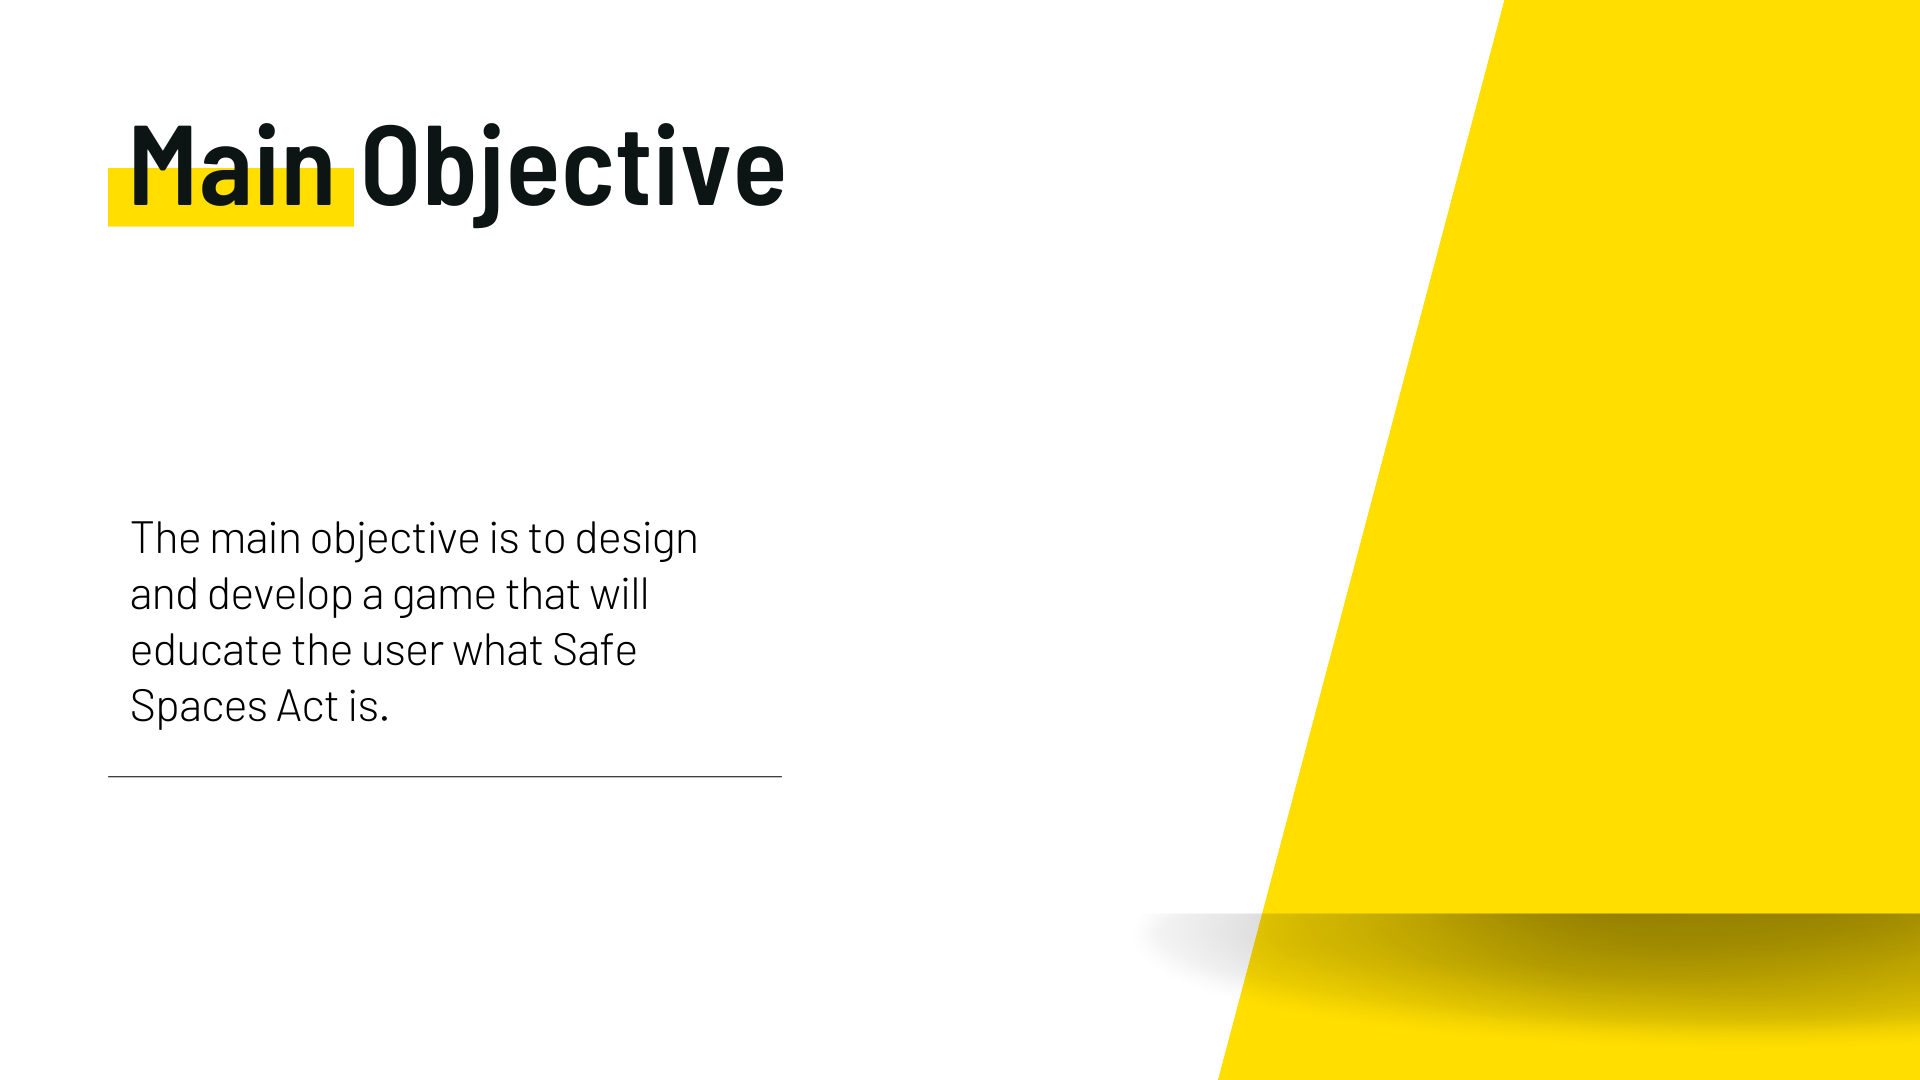 Main Objective
The main objective is to design
and develop a game that will
educate the user what Safe
Spaces Act is.